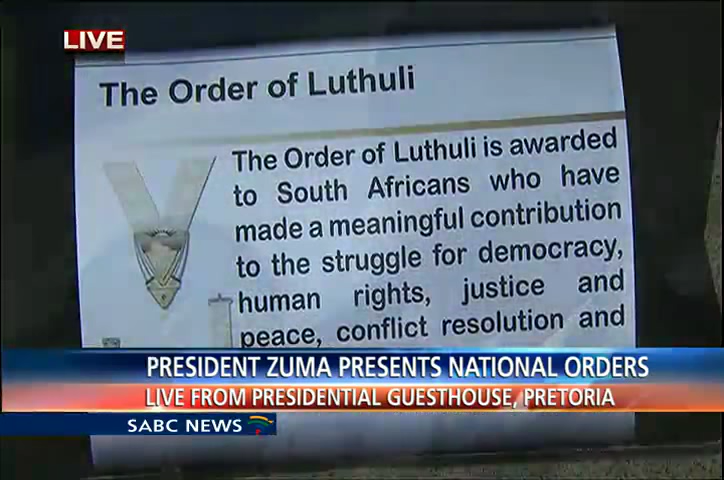 LIVE
The Order of Luthuli
The Order of Luthuli is awarded
to South Africans who have
made a meaningful contribution
to the struggle for democracy,
human rights, justice and
peace, conflict resolution and
PRESIDENT ZUMA PRESENTS NATIONAL ORDERS
LIVE FROM PRESIDENTIAL GUESTHOUSE, PRETORIA
SABC NEWS